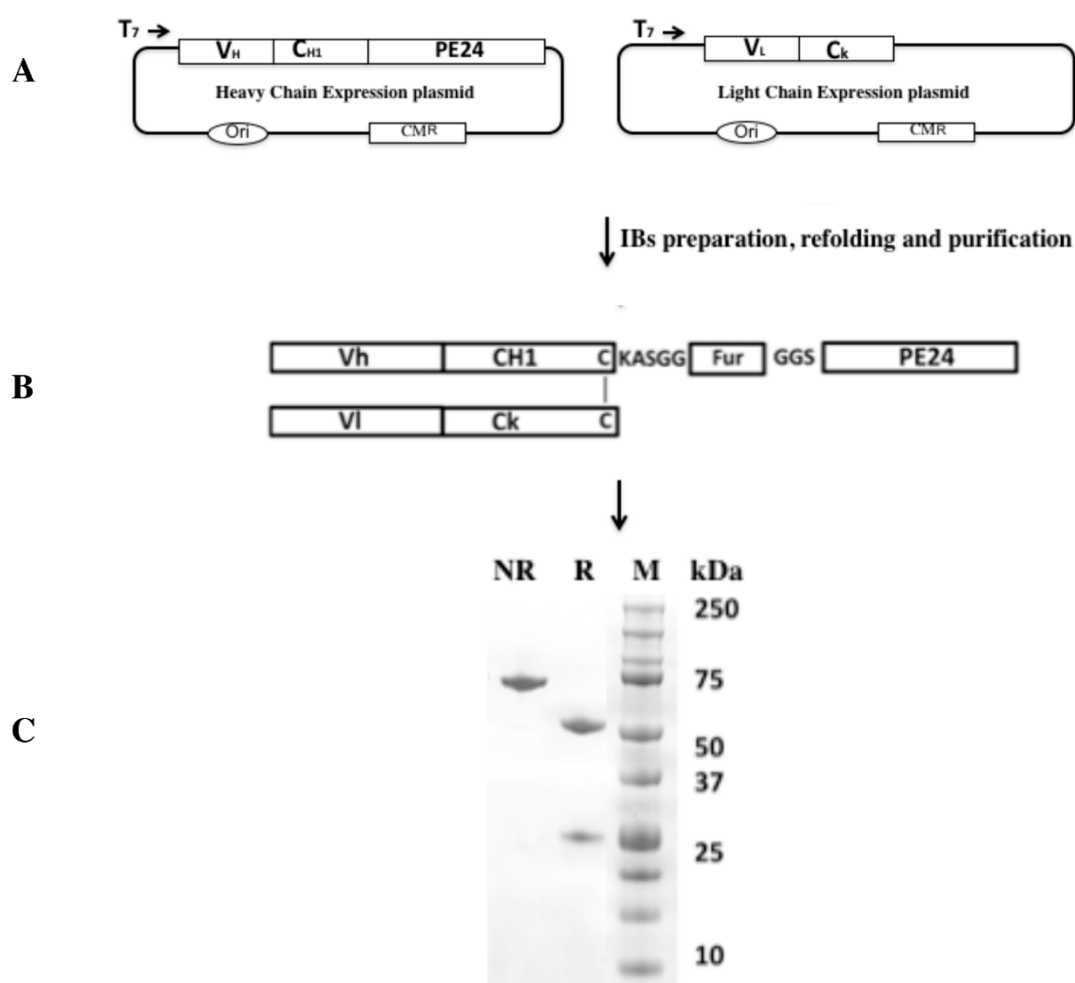 A
T7
VH CH1 PE24
Heavy Chain Expression plasmid
Ori CMR
T7
VL Ck
Light Chain Expression plasmid
Ori CMR
IBs preparation, refolding and purification
B
Vh CH1 C KASGG Fur GGS PE24
Vl Ck C
C
NR R M kDa
250
75
50
37
25
10